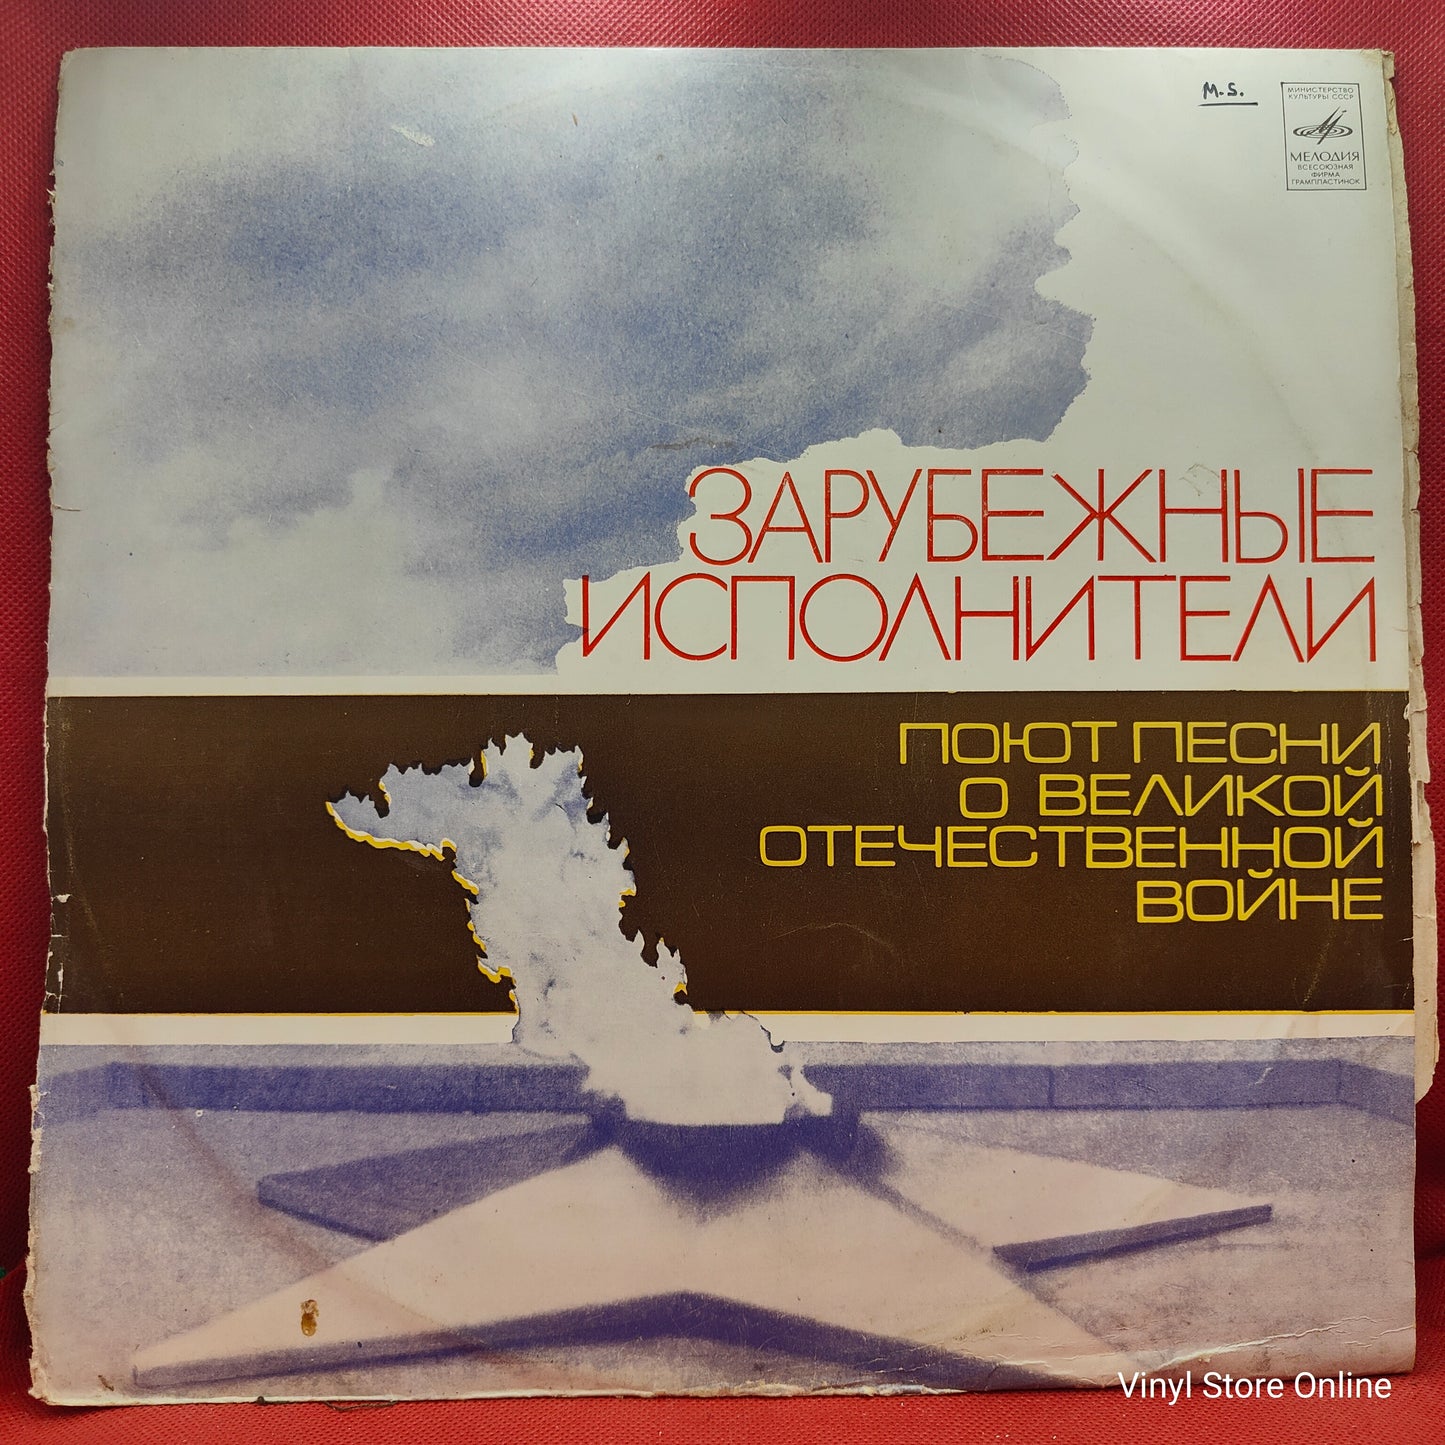 M.S.
МИНИСТЕРСТВО
КУЛЬТУРЫ СССР
МЕЛОДИЯ
ВСЕСОЮЗНАЯ
ФИРМА
ГРАМПЛАСТИНОК
ЗАРУБЕЖНЫЕ
ИСПОЛНИТЕЛИ
ПОЮТ ПЕСНИ
О ВЕЛИКОЙ
ОТЕЧЕСТВЕННОЙ
ВОЙНЕ
Vinyl Store Online